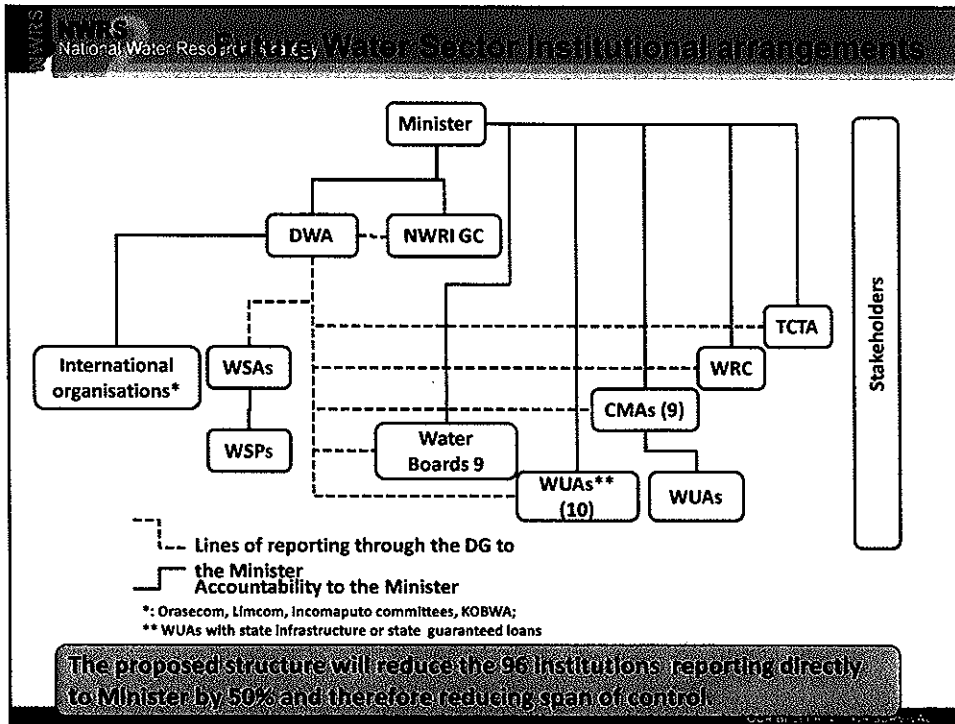 NWRS
National Water Resource Strategy
Future Water Sector Institutional arrangements
Minister
DWA
NWRI GC
International
organisations*
WSAs
WSPs
Water
Boards 9
WUAs**
(10)
CMAs (9)
WUAs
WRC
TCTA
Stakeholders
Lines of reporting through the DG to
the Minister
Accountability to the Minister
*: Orasecom, Limcom, Incomaputo committees, KOBWA;
** WUAs with state infrastructure or state guaranteed loans
The proposed structure will reduce the 96 institutions reporting directly
to Minister by 50% and therefore reducing span of control.